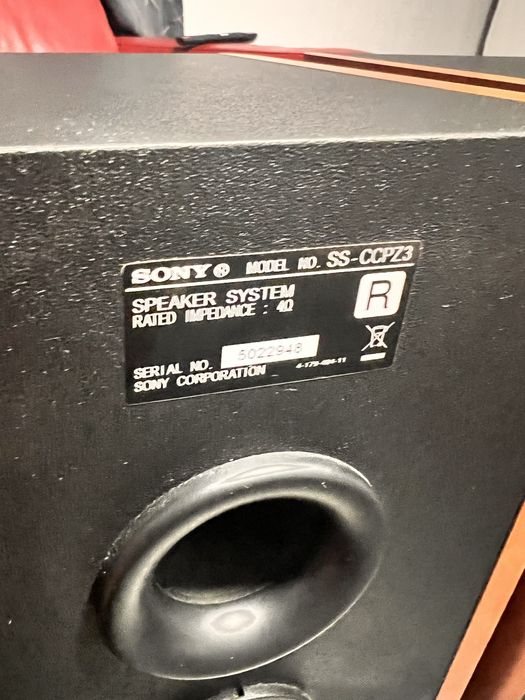 SONY® MODEL NO. SS-CCPZ3
SPEAKER SYSTEM
RATED IMPEDANCE : 4Ω
R
SERIAL NO. 5022948
SONY CORPORATION 4-179-484-11